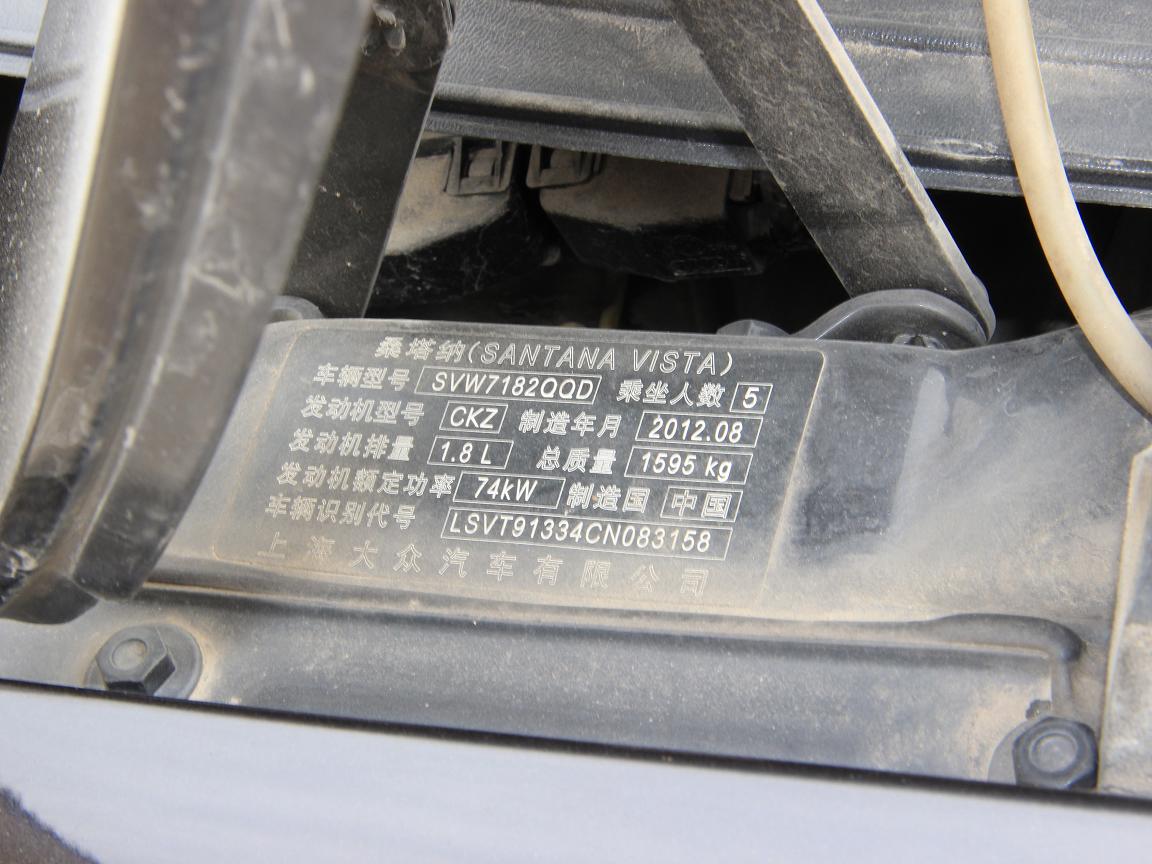 桑塔纳(SANTANA VISTA)
车辆型号 SVW7182QQD 乘坐人数 5
发动机型号 CKZ 制造年月 2012.08
发动机排量 1.8 L 总质量 1595 kg
发动机额定功率 74kW 制造国 中国
车辆识别代号 LSVT91334CN083158
上海大众汽车有限公司